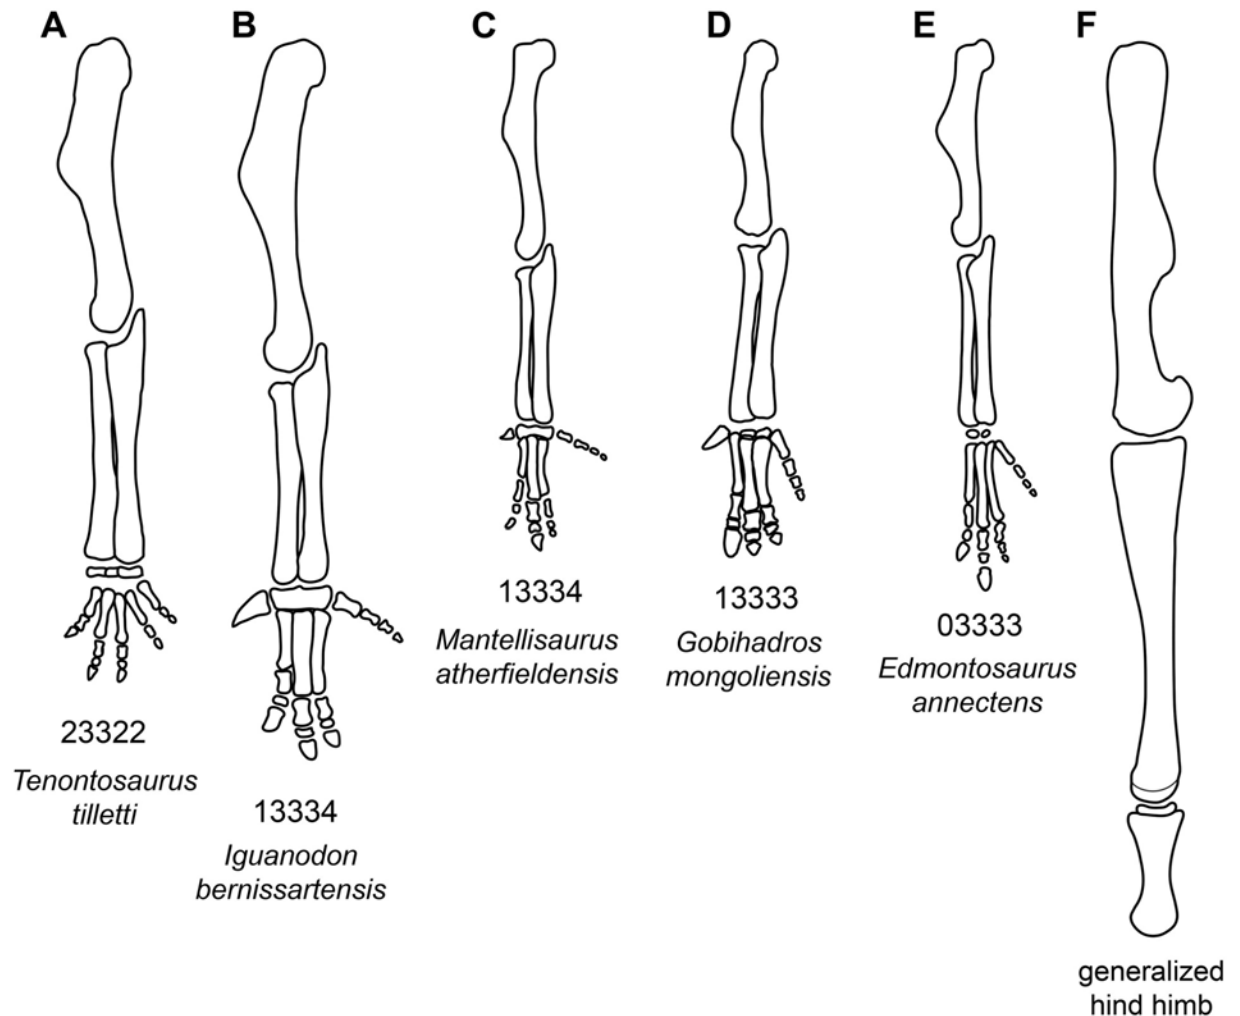 A
B
C
D
E
F
23322
Tenontosaurus
tilletti
13334
Iguanodon
bernissartensis
13334
Mantellisaurus
atherfieldensis
13333
Gobihadros
mongoliensis
03333
Edmontosaurus
annectens
generalized
hind himb